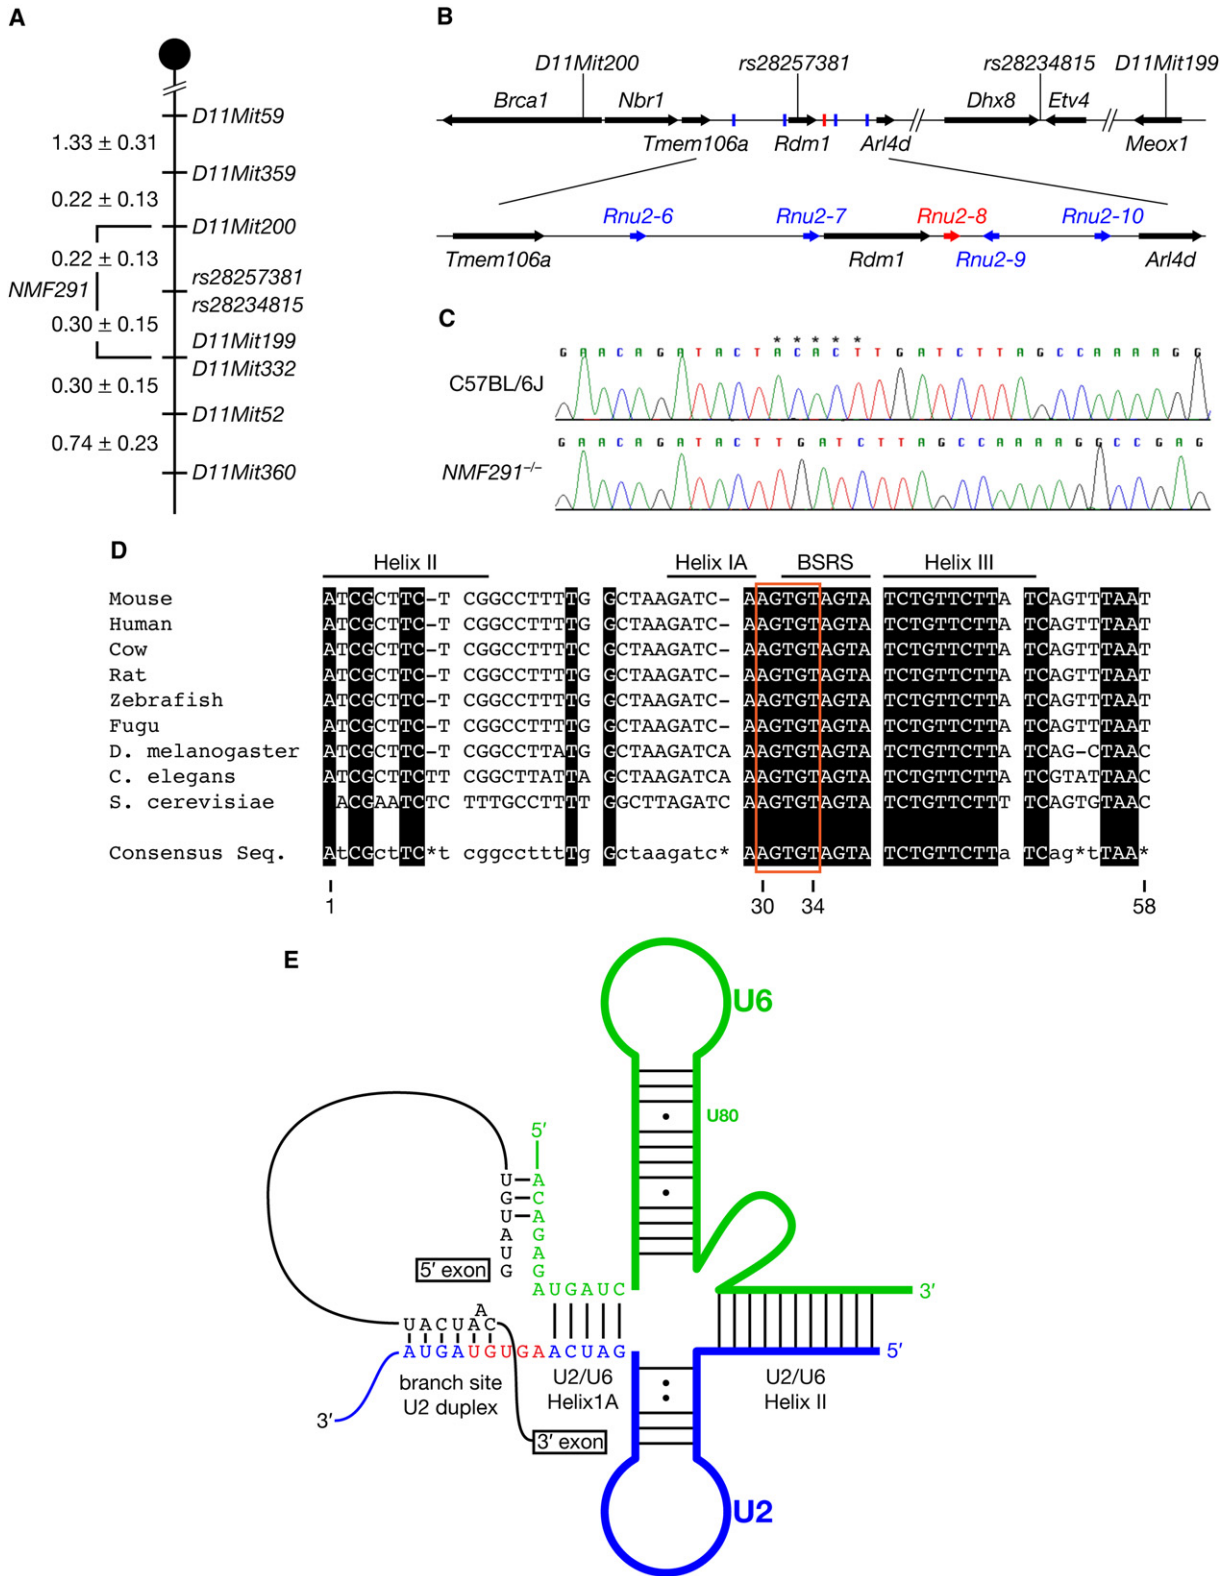 A
D11Mit59
1.33 ± 0.31
D11Mit359
0.22 ± 0.13
D11Mit200
0.22 ± 0.13
rs28257381
NMF291
rs28234815
0.30 ± 0.15
D11Mit199
D11Mit332
0.30 ± 0.15
D11Mit52
0.74 ± 0.23
D11Mit360
B
D11Mit200 rs28257381 rs28234815 D11Mit199
Brca1 Nbr1 Dhx8 Etv4
Tmem106a Rdm1 Arl4d Meox1
Rnu2-6 Rnu2-7 Rnu2-8 Rnu2-10
Tmem106a Rdm1 Rnu2-9 Arl4d
C
* * * * *
G A A C A G A T A C T A C A C T T G A T C T T A G C C A A A A G G
C57BL/6J
G A A C A G A T A C T T G A T C T T A G C C A A A A G G C C G A G
NMF291−/−
D
Helix II Helix IA BSRS Helix III
Mouse ATCGCTTC-T CGGCCTTTTG GCTAAGATC- AAGTGTAGTA TCTGTTCTTA TCAGTTTAAT
Human ATCGCTTC-T CGGCCTTTTG GCTAAGATC- AAGTGTAGTA TCTGTTCTTA TCAGTTTAAT
Cow ATCGCTTC-T CGGCCTTTTG GCTAAGATC- AAGTGTAGTA TCTGTTCTTA TCAGTTTAAT
Rat ATCGCTTC-T CGGCCTTTTG GCTAAGATC- AAGTGTAGTA TCTGTTCTTA TCAGTTTAAT
Zebrafish ATCGCTTC-T CGGCCTTTTG GCTAAGATC- AAGTGTAGTA TCTGTTCTTA TCAGTTTAAT
Fugu ATCGCTTC-T CGGCCTTTTG GCTAAGATC- AAGTGTAGTA TCTGTTCTTA TCAGTTTAAT
D. melanogaster ATCGCTTC-T CGGCCTTATG GCTAAGATCA AAGTGTAGTA TCTGTTCTTA TCAG-CTAAC
C. elegans ATCGCTTCTT CGGCTTATTA GCTAAGATCA AAGTGTAGTA TCTGTTCTTA TCGTATTAAC
S. cerevisiae ACGAATCTC TTTGCCTTTT GGCTTAGATC AAGTGTAGTA TCTGTTCTTT TCAGTGTAAC
Consensus Seq. AtCGctTC*t cggccttttTg Gctaagatc* AAGTGTAGTA TCTGTTCTTa TCag*tTAA*
1 30 34 58
E
U6
U80
5′
U
G
U
A
U
G
A
C
A
G
A
G
A U G A U C
5′ exon
3′
A
U A C U A C
A U G A U G U G A A C U A G
5′
branch site
U2 duplex
U2/U6
Helix1A
U2/U6
Helix II
3′
3′ exon
U2